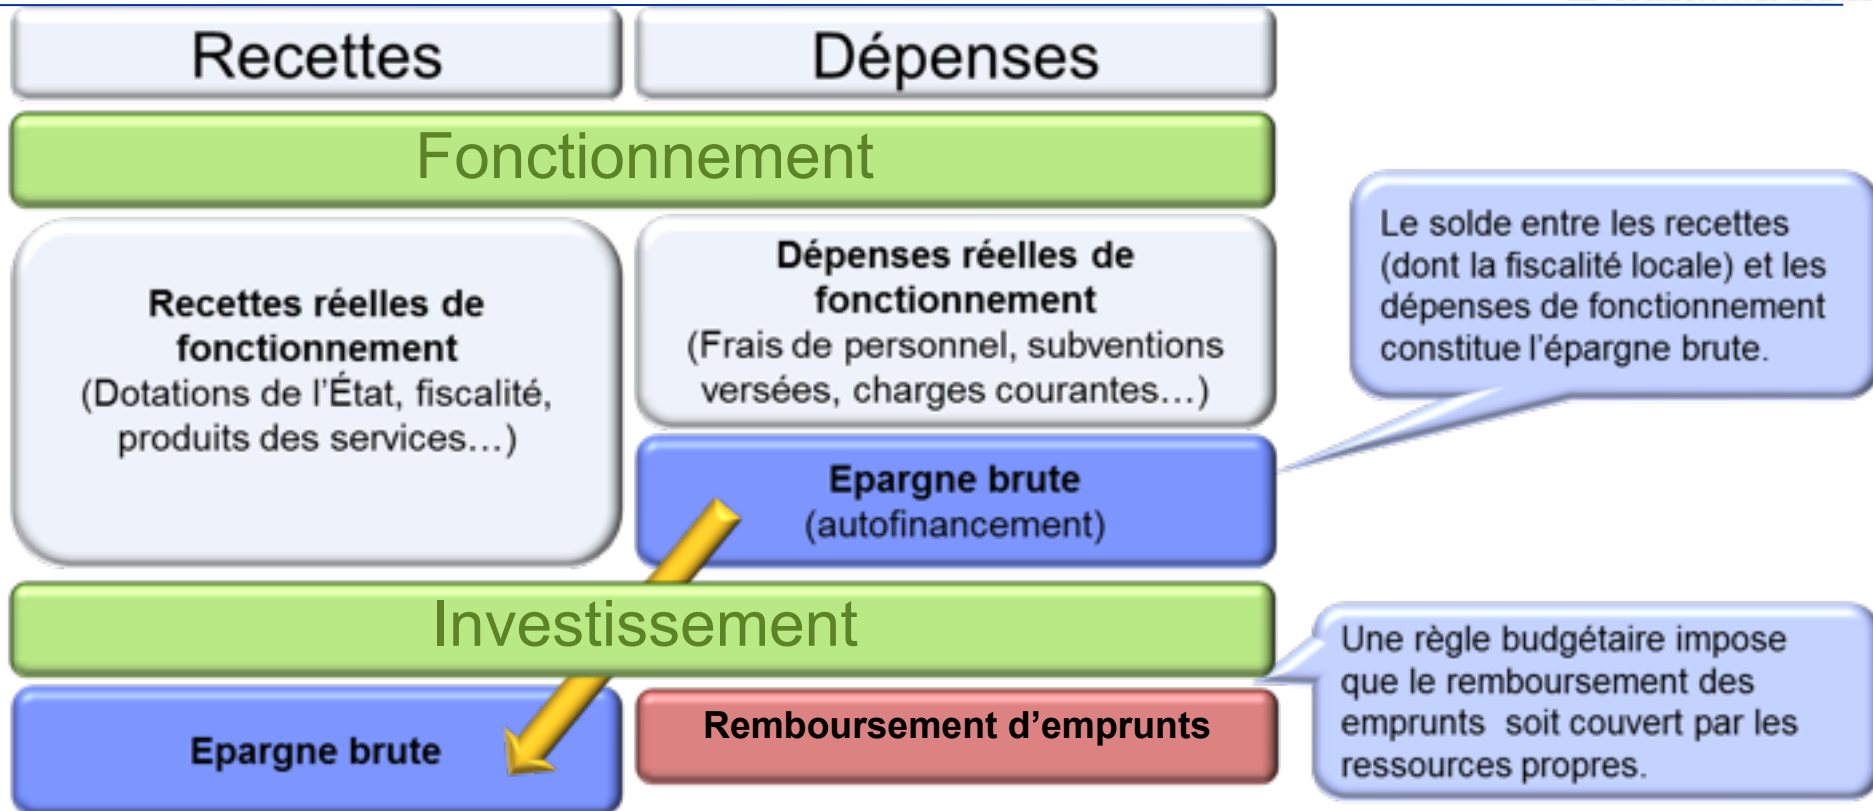 Recettes
Dépenses
Fonctionnement
Recettes réelles de
fonctionnement
(Dotations de l'État, fiscalité,
produits des services…)
Dépenses réelles de
fonctionnement
(Frais de personnel, subventions
versées, charges courantes…)
Epargne brute
(autofinancement)
Le solde entre les recettes
(dont la fiscalité locale) et les
dépenses de fonctionnement
constitue l'épargne brute.
Investissement
Epargne brute
Remboursement d'emprunts
Une règle budgétaire impose
que le remboursement des
emprunts  soit couvert par les
ressources propres.